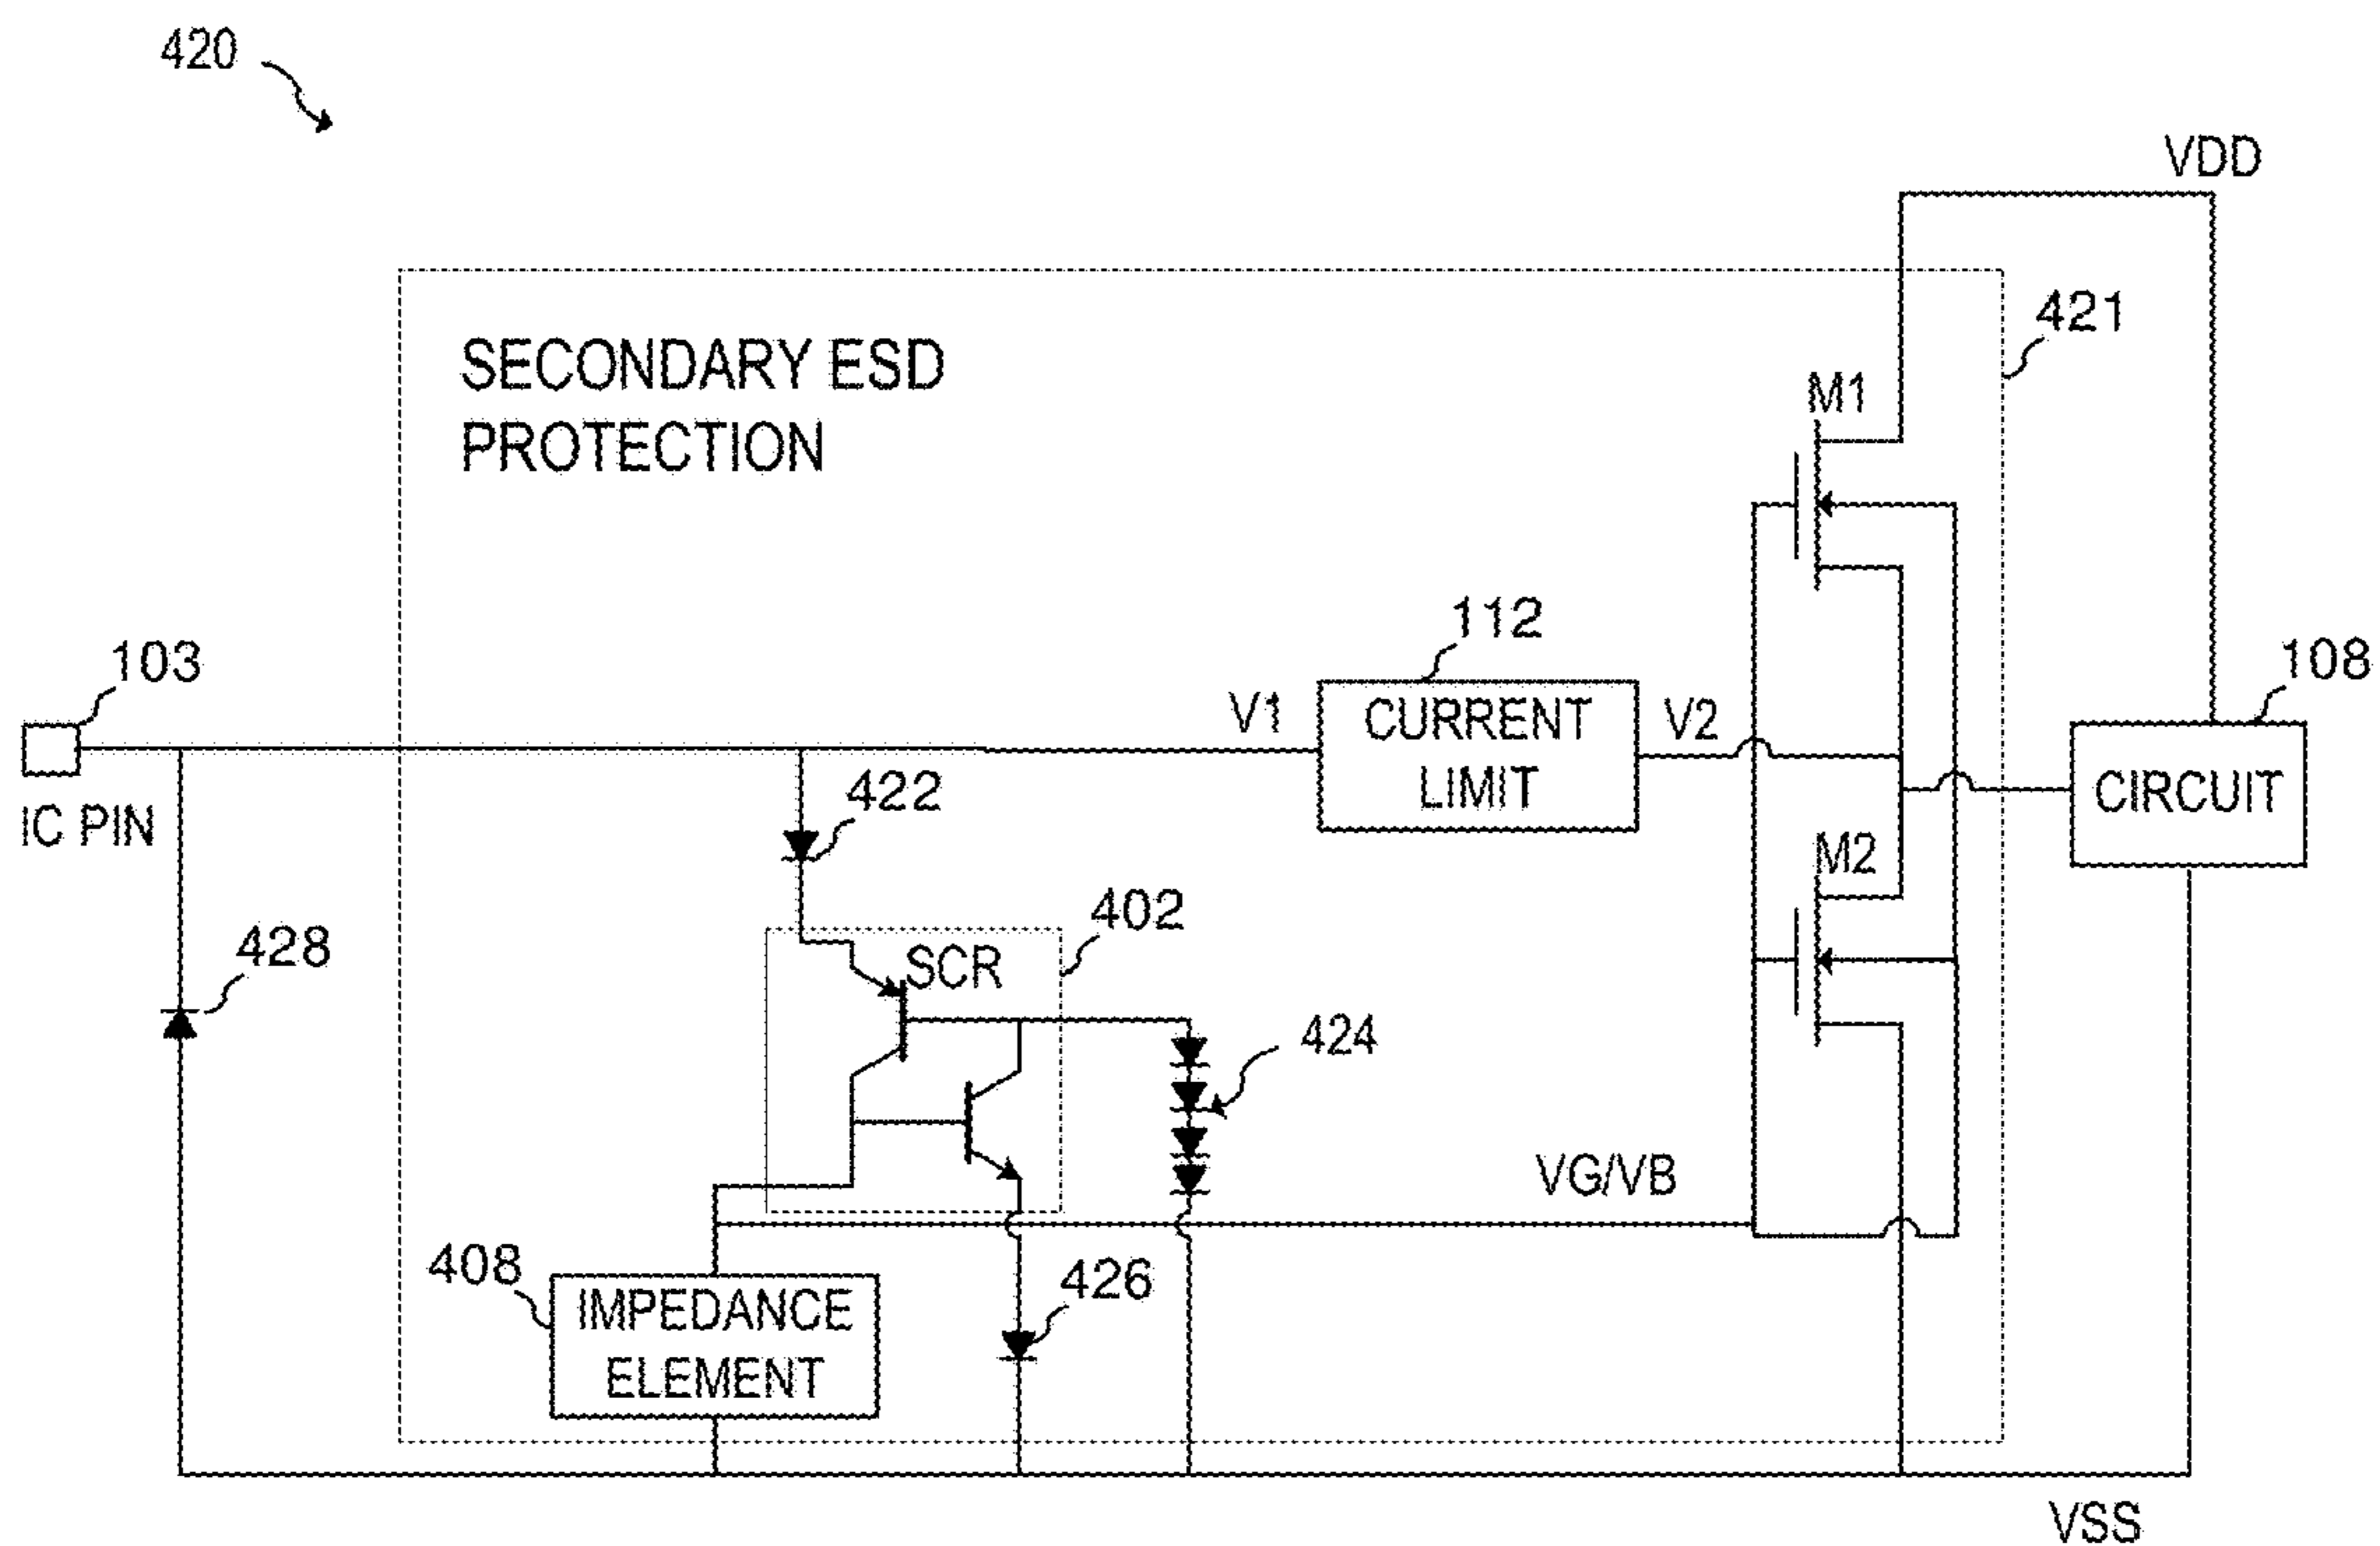 420
VDD
421
SECONDARY ESD
PROTECTION
M1
112
103
108
V1
CURRENT
LIMIT
V2
422
CIRCUIT
IC PIN
M2
402
428
SCR
424
VG/VB
408
426
IMPEDANCE
ELEMENT
VSS